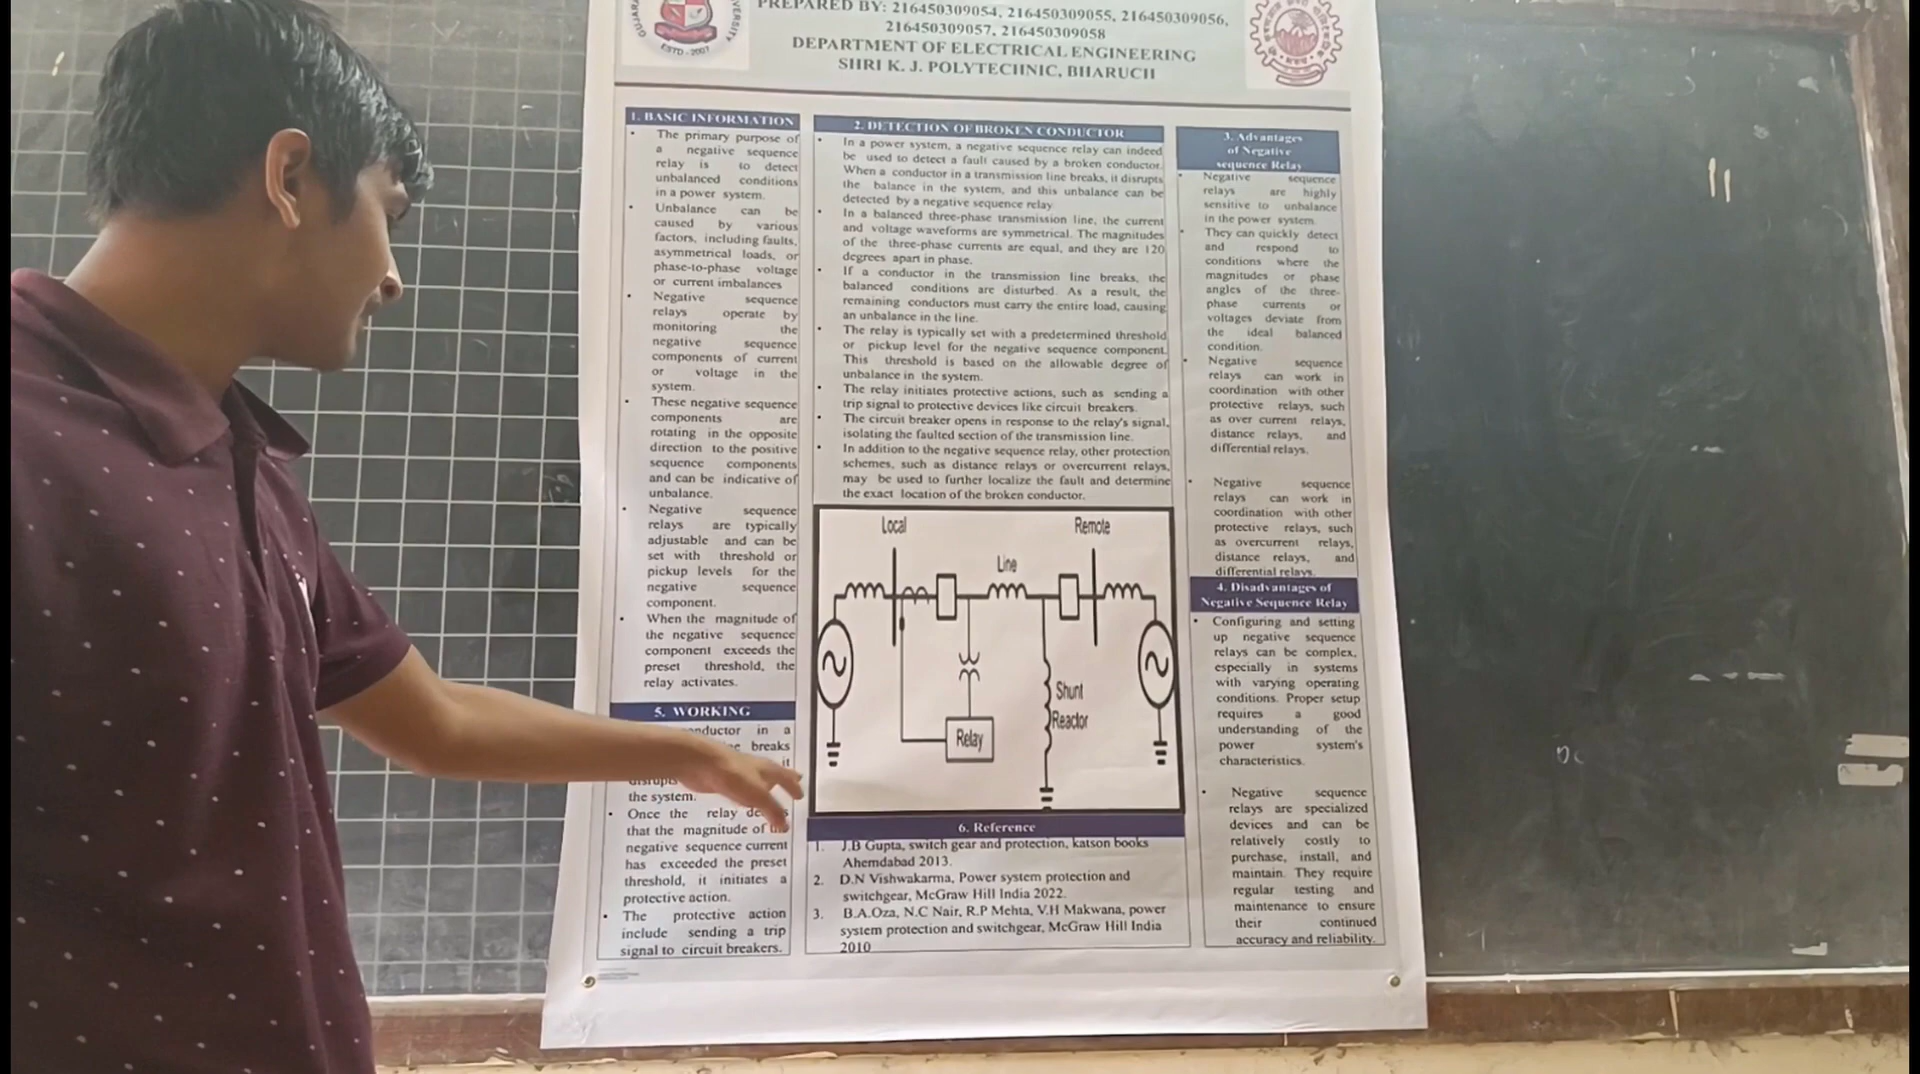 PREPARED BY: 216450309054, 216450309055, 216450309056,
216450309057, 216450309058
DEPARTMENT OF ELECTRICAL ENGINEERING
SHRI K. J. POLYTECHNIC, BHARUCH
ESTD - 2007
1. BASIC INFORMATION
• The primary purpose of
a negative sequence
relay is to detect
unbalanced conditions
in a power system.
• Unbalance can be
caused by various
factors, including faults,
asymmetrical loads, or
phase-to-phase voltage
or current imbalances
• Negative sequence
relays operate by
monitoring the
negative sequence
components of current
or voltage in the
system.
• These negative sequence
components are
rotating in the opposite
direction to the positive
sequence components
and can be indicative of
unbalance.
• Negative sequence
relays are typically
adjustable and can be
set with threshold or
pickup levels for the
negative sequence
component.
• When the magnitude of
the negative sequence
component exceeds the
preset threshold, the
relay activates.
5. WORKING
in a
breaks
it
the system.
• Once the relay
that the magnitude of
negative sequence current
has exceeded the preset
threshold, it initiates a
protective action.
• The protective action
include sending a trip
signal to circuit breakers.
2. DETECTION OF BROKEN CONDUCTOR
• In a power system, a negative sequence relay can indeed
be used to detect a fault caused by a broken conductor.
When a conductor in a transmission line breaks, it disrupts
the balance in the system, and this unbalance can be
detected by a negative sequence relay
• In a balanced three-phase transmission line, the current
and voltage waveforms are symmetrical. The magnitudes
of the three-phase currents are equal, and they are 120
degrees apart in phase.
• If a conductor in the transmission line breaks, the
balanced conditions are disturbed. As a result, the
remaining conductors must carry the entire load, causing
an unbalance in the line.
• The relay is typically set with a predetermined threshold
or pickup level for the negative sequence component.
This threshold is based on the allowable degree of
unbalance in the system.
• The relay initiates protective actions, such as sending a
trip signal to protective devices like circuit breakers.
• The circuit breaker opens in response to the relay's signal,
isolating the faulted section of the transmission line.
• In addition to the negative sequence relay, other protection
schemes, such as distance relays or overcurrent relays,
may be used to further localize the fault and determine
the exact location of the broken conductor.
Local
Remote
Line
Shunt
Reactor
Relay
6. Reference
1. J.B Gupta, switch gear and protection, katson books
Ahemdabad 2013.
2. D.N Vishwakarma, Power system protection and
switchgear, McGraw Hill India 2022.
3. B.A.Oza, N.C Nair, R.P Mehta, V.H Makwana, power
system protection and switchgear, McGraw Hill India
2010
3. Advantages
of Negative
sequence Relay
• Negative sequence
relays are highly
sensitive to unbalance
in the power system.
• They can quickly detect
and respond to
conditions where the
magnitudes or phase
angles of the three-
phase currents or
voltages deviate from
the ideal balanced
condition.
• Negative sequence
relays can work in
coordination with other
protective relays, such
as over current relays,
distance relays, and
differential relays.
• Negative sequence
relays can work in
coordination with other
protective relays, such
as overcurrent relays,
distance relays, and
differential relays.
4. Disadvantages of
Negative Sequence Relay
• Configuring and setting
up negative sequence
relays can be complex,
especially in systems
with varying operating
conditions. Proper setup
requires a good
understanding of the
power system's
characteristics.
• Negative sequence
relays are specialized
devices and can be
relatively costly to
purchase, install, and
maintain. They require
regular testing and
maintenance to ensure
their continued
accuracy and reliability.